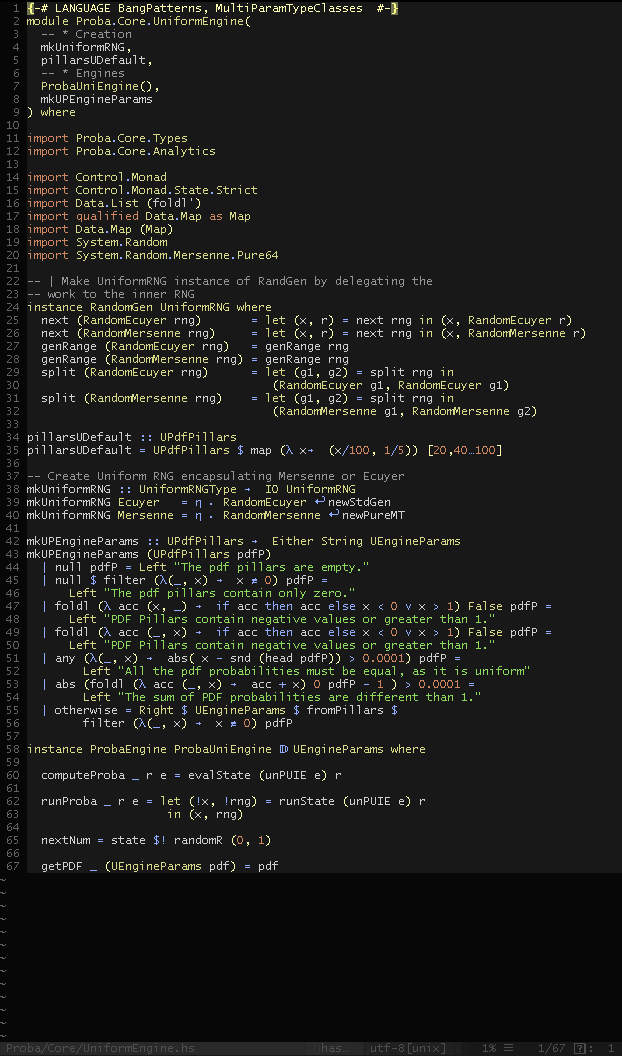 1 {-# LANGUAGE BangPatterns, MultiParamTypeClasses  #-}
2 module Proba.Core.UniformEngine(
3   -- * Creation
4   mkUniformRNG,
5   pillarsUDefault,
6   -- * Engines
7   ProbaUniEngine(),
8   mkUPEngineParams
9 ) where
10
11 import Proba.Core.Types
12 import Proba.Core.Analytics
13
14 import Control.Monad
15 import Control.Monad.State.Strict
16 import Data.List (foldl')
17 import qualified Data.Map as Map
18 import Data.Map (Map)
19 import System.Random
20 import System.Random.Mersenne.Pure64
21
22 -- | Make UniformRNG instance of RandGen by delegating the
23 -- work to the inner RNG
24 instance RandomGen UniformRNG where
25   next (RandomEcuyer rng)      = let (x, r) = next rng in (x, RandomEcuyer r)
26   next (RandomMersenne rng)    = let (x, r) = next rng in (x, RandomMersenne r)
27   genRange (RandomEcuyer rng)   = genRange rng
28   genRange (RandomMersenne rng) = genRange rng
29   split (RandomEcuyer rng)     = let (g1, g2) = split rng in
30                                   (RandomEcuyer g1, RandomEcuyer g1)
31   split (RandomMersenne rng)   = let (g1, g2) = split rng in
32                                   (RandomMersenne g1, RandomMersenne g2)
33
34 pillarsUDefault :: UPdfPillars
35 pillarsUDefault = UPdfPillars $ map (λ x→  (x/100, 1/5)) [20,40‥100]
36
37 -- Create Uniform RNG encapsulating Mersenne or Ecuyer
38 mkUniformRNG :: UniformRNGType →  IO UniformRNG
39 mkUniformRNG Ecuyer   = η . RandomEcuyer ↩ newStdGen
40 mkUniformRNG Mersenne = η . RandomMersenne ↩ newPureMT
41
42 mkUPEngineParams :: UPdfPillars →  Either String UEngineParams
43 mkUPEngineParams (UPdfPillars pdfP)
44   | null pdfP = Left "The pdf pillars are empty."
45   | null $ filter (λ(_, x) →  x ≠ 0) pdfP =
46       Left "The pdf pillars contain only zero."
47   | foldl (λ acc (x, _) →  if acc then acc else x < 0 ∨ x > 1) False pdfP =
48        Left "PDF Pillars contain negative values or greater than 1."
49   | foldl (λ acc (_, x) →  if acc then acc else x < 0 ∨ x > 1) False pdfP =
50        Left "PDF Pillars contain negative values or greater than 1."
51   | any (λ(_, x) →  abs( x - snd (head pdfP)) > 0.0001) pdfP =
52         Left "All the pdf probabilities must be equal, as it is uniform"
53   | abs (foldl (λ acc (_, x) →  acc + x) 0 pdfP - 1 ) > 0.0001 =
54         Left "The sum of PDF probabilities are different than 1."
55   | otherwise = Right $ UEngineParams $ fromPillars $
56         filter (λ(_, x) →  x ≠ 0) pdfP
57
58 instance ProbaEngine ProbaUniEngine ⅅ UEngineParams where
59
60   computeProba _ r e = evalState (unPUIE e) r
61
62   runProba _ r e = let (!x, !rng) = runState (unPUIE e) r
63                    in (x, rng)
64
65   nextNum = state $! randomR (0, 1)
66
67   getPDF _ (UEngineParams pdf) = pdf
~
~
~
~
~
~
~
~
~
~
~
~
~
Proba/Core/UniformEngine.hs has… utf-8[unix] 1% ☰ 1/67 : 1